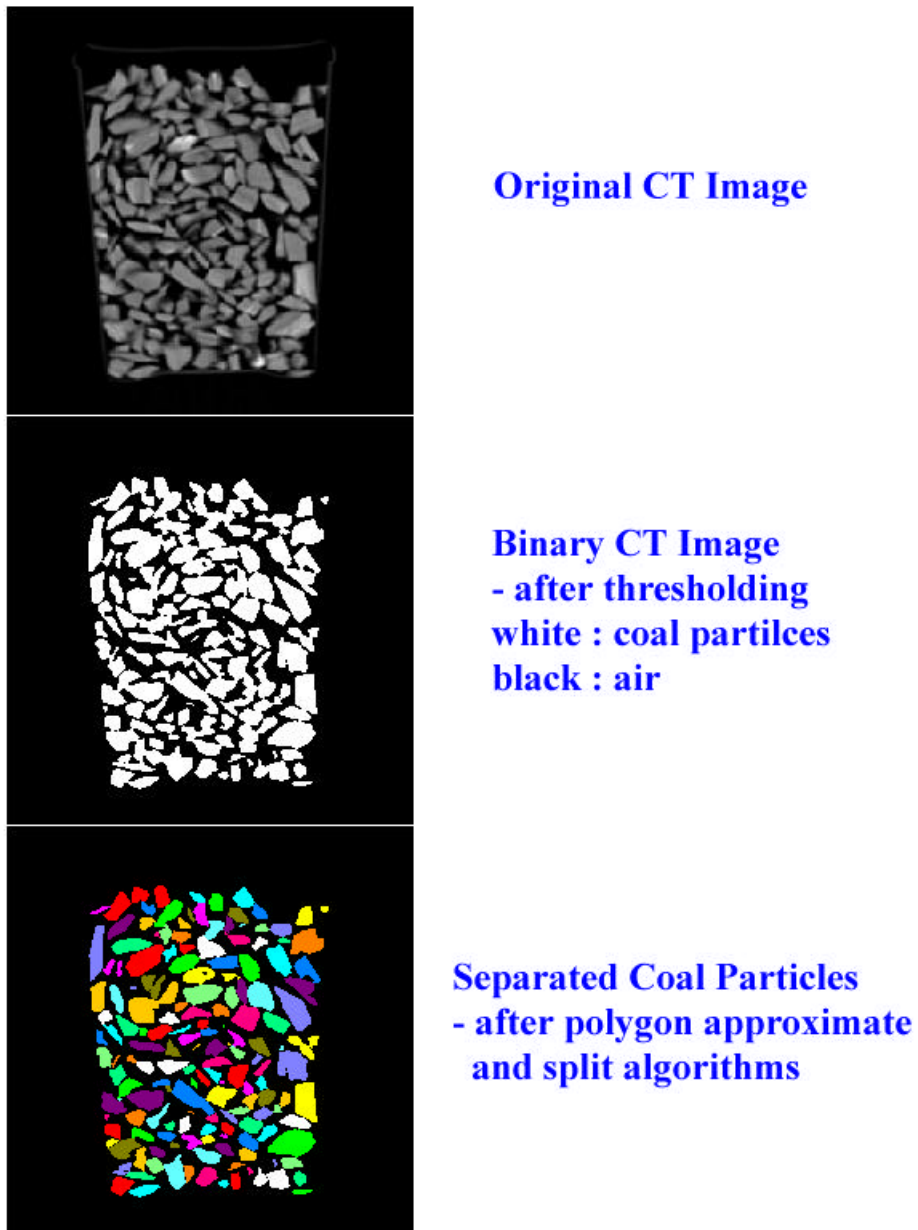 Original CT Image
Binary CT Image
- after thresholding
white : coal partilces
black : air
Separated Coal Particles
- after polygon approximate
and split algorithms